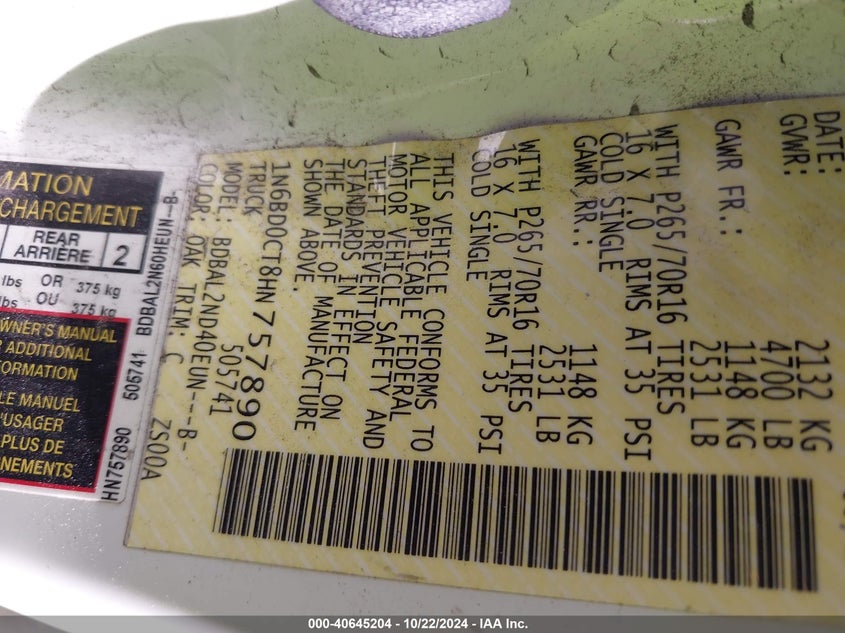 DATE:
GVWR: 2132 KG
4700 LB
GAWR FR.: 1148 KG
2531 LB
WITH P265/70R16 TIRES
16 X 7.0 RIMS AT 35 PSI
COLD SINGLE
GAWR RR.: 1148 KG
2531 LB
WITH P265/70R16 TIRES
16 X 7.0 RIMS AT 35 PSI
COLD SINGLE
THIS VEHICLE CONFORMS TO
ALL APPLICABLE FEDERAL
MOTOR VEHICLE SAFETY AND
THEFT PREVENTION
STANDARDS IN EFFECT ON
THE DATE OF MANUFACTURE
SHOWN ABOVE
1N6BD0CT8HN757890
TRUCK 505741
MODEL: BDBAL2ND40EUN---B-
COLOR: QAK TRIM: C ZS00A
MATION
CHARGEMENT
REAR
ARRIÈRE 2
lbs OR 375 kg
lbs - OU 375 kg
WNER'S MANUAL
R ADDITIONAL
FORMATION
LE MANUEL
'USAGER
PLUS DE
NEMENTS
HN757890 505741 BDBAL2N60HEUN--B-
000-40645204 - 10/22/2024 - IAA Inc.